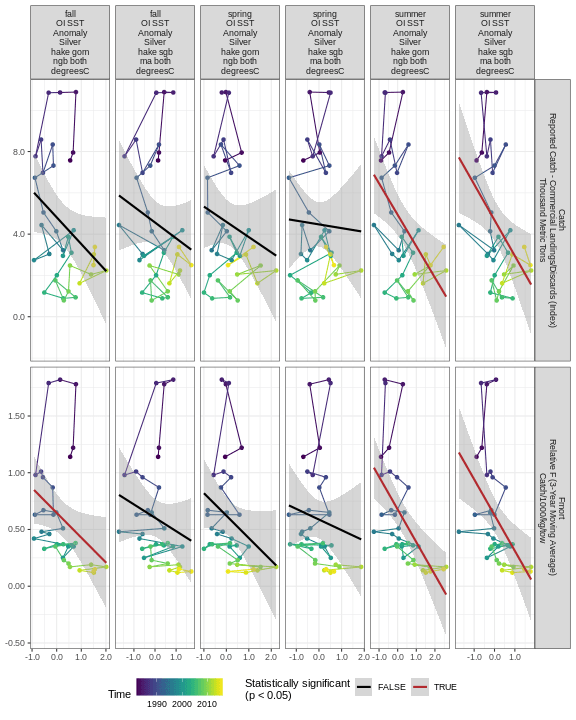 fall
OI SST
Anomaly
Silver
hake gom
ngb both
degreesC
fall
OI SST
Anomaly
Silver
hake sgb
ma both
degreesC
spring
OI SST
Anomaly
Silver
hake gom
ngb both
degreesC
spring
OI SST
Anomaly
Silver
hake sgb
ma both
degreesC
summer
OI SST
Anomaly
Silver
hake gom
ngb both
degreesC
summer
OI SST
Anomaly
Silver
hake sgb
ma both
degreesC
8.0
4.0
0.0
Catch
Reported Catch - Commercial Landings/Discards (Index)
Thousand Metric Tons
1.50
1.00
0.50
0.00
-0.50
Fmort
Relative F (3-Year Moving Average)
Catch/1000/kg/tow
-1.0 0.0 1.0 2.0
-1.0 0.0 1.0
-1.0 0.0 1.0 2.0
-1.0 0.0 1.0
-1.0 0.0 1.0 2.0
-1.0 0.0 1.0
Time
1990 2000 2010
Statistically significant
(p < 0.05)
FALSE
TRUE